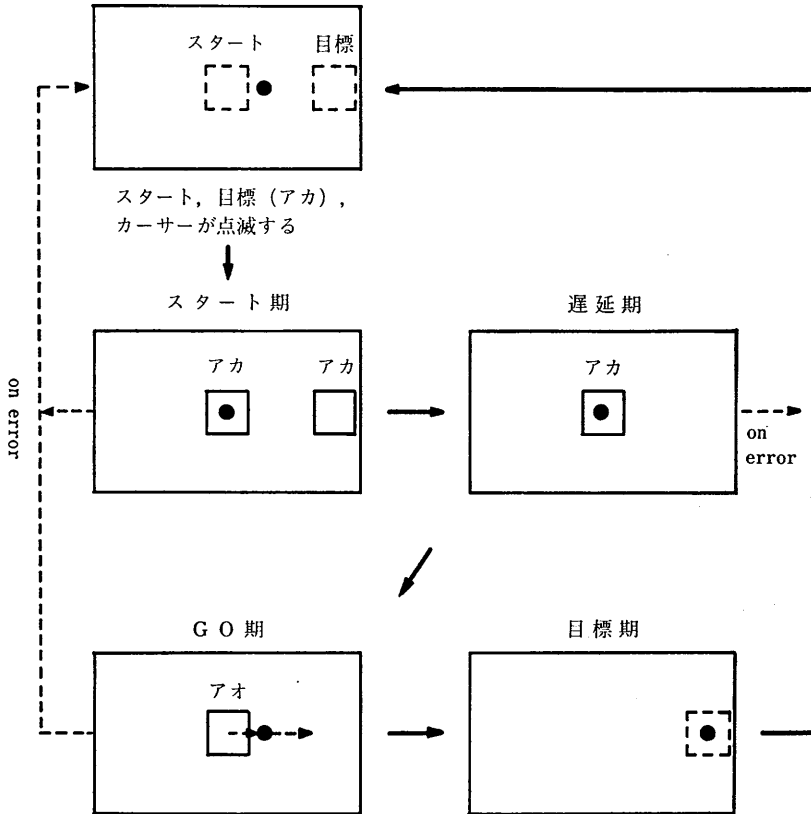 スタート 目標
スタート，目標（アカ），
カーサーが点滅する
スタート期 遅延期
アカ アカ アカ
on error
on
error
GO期 目標期
アオ